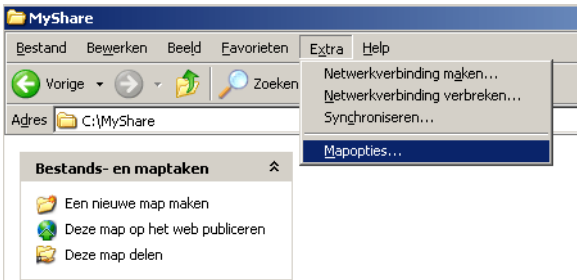 MyShare
Bestand Bewerken Beeld Favorieten Extra Help
Vorige Zoeken
Netwerkverbinding maken...
Netwerkverbinding verbreken...
Synchroniseren...
Mapopties...
Adres C:\MyShare
Bestands- en maptaken
Een nieuwe map maken
Deze map op het web publiceren
Deze map delen